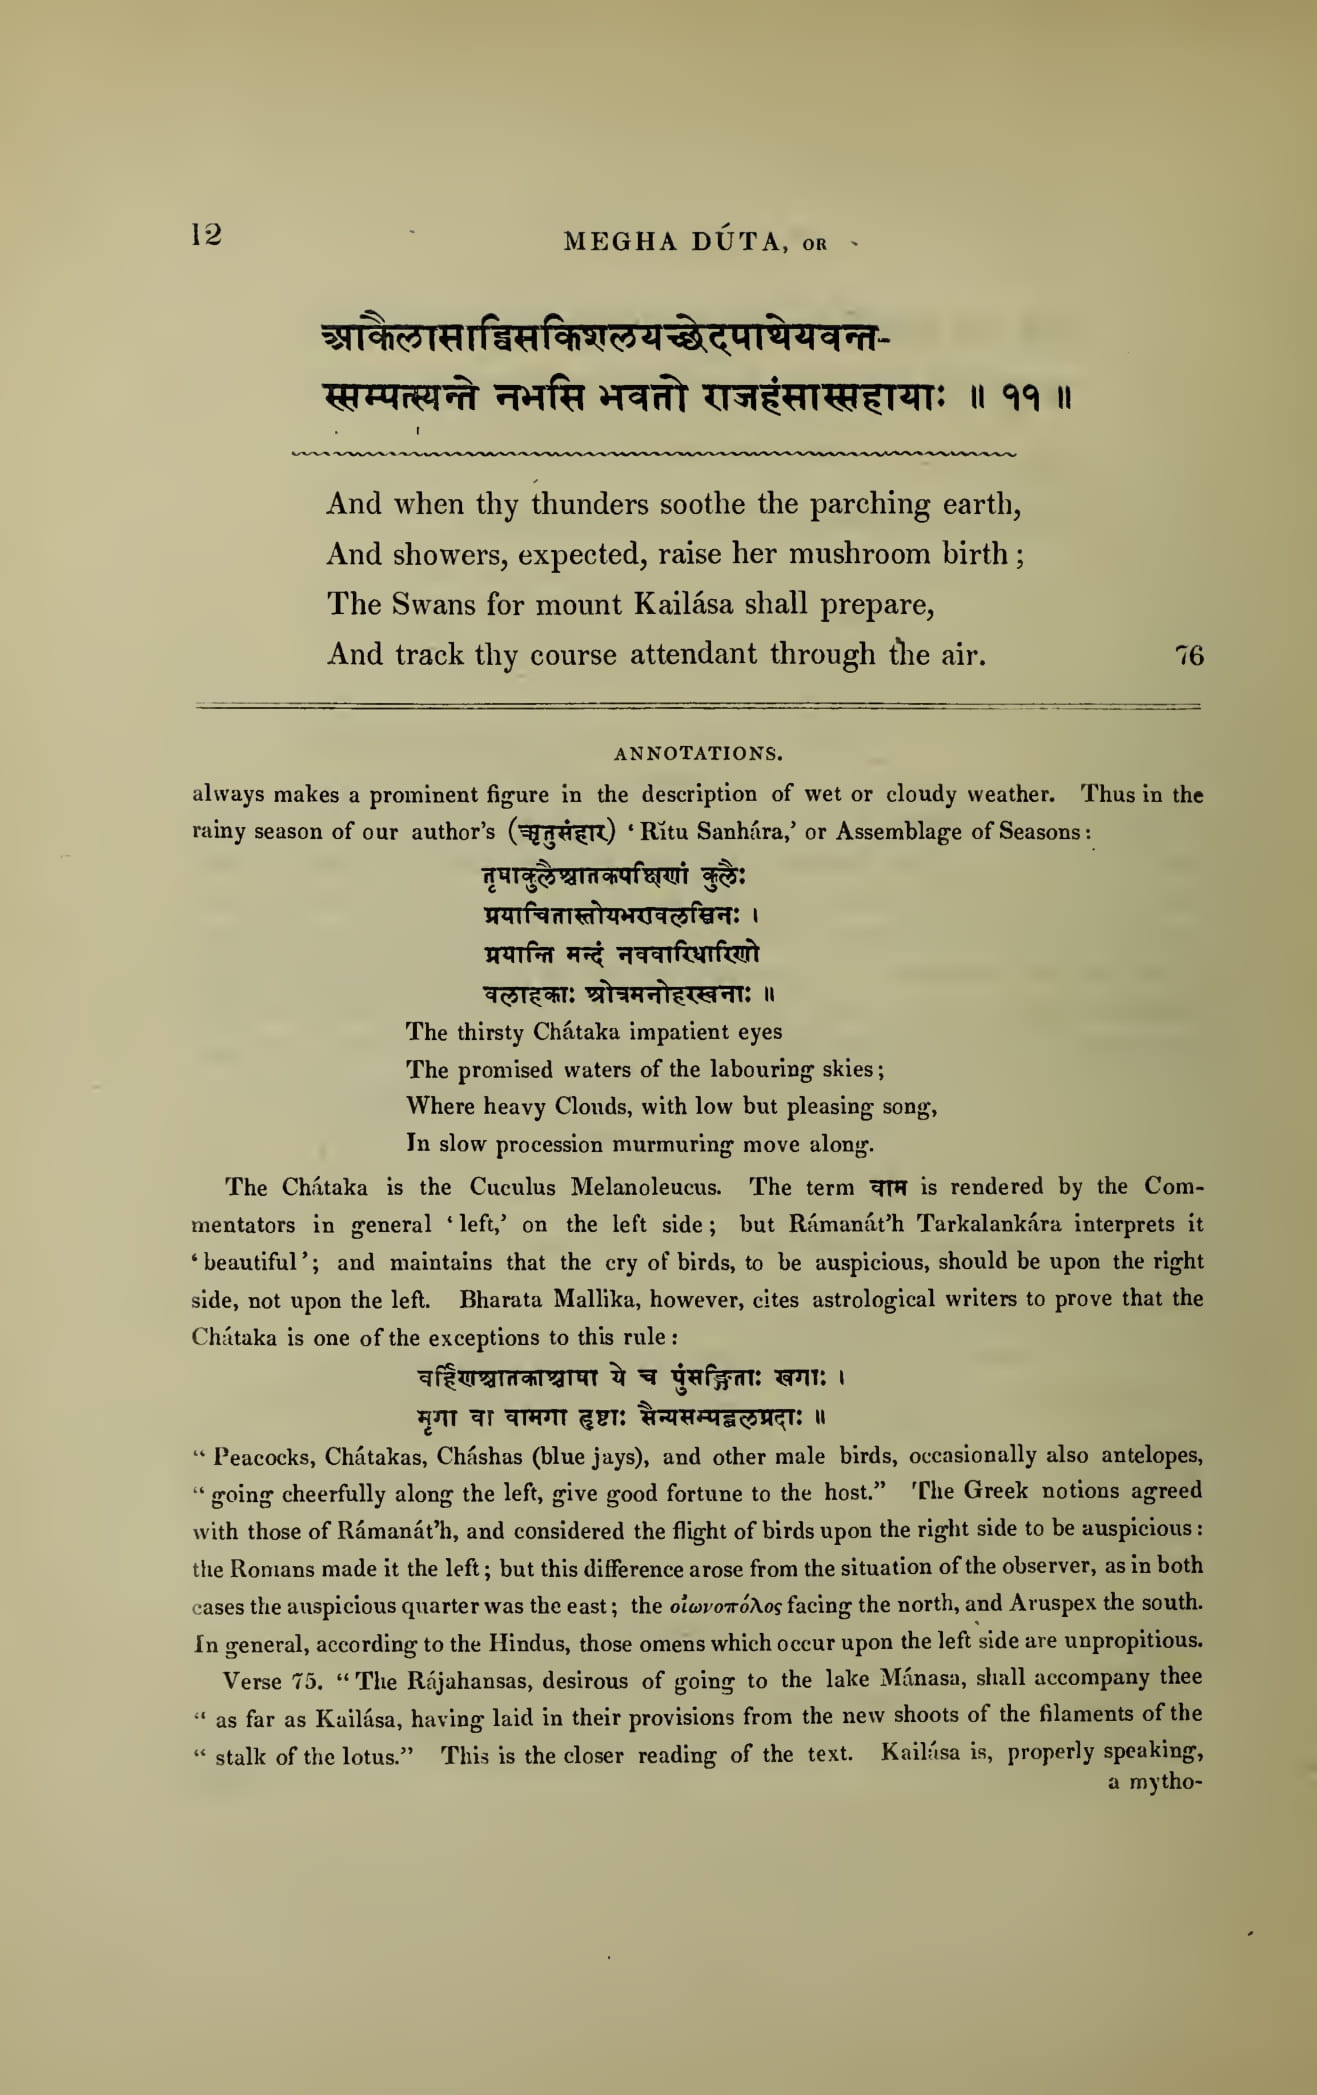 12
MEGHA DÚTA, OR
आकैलासाद्विसकिशलयच्छेदपाथेयवन्त-
स्सम्पत्स्यन्ते नभसि भवतो राजहंसास्सहायाः ॥ ११ ॥
And when thy thunders soothe the parching earth,
And showers, expected, raise her mushroom birth ;
The Swans for mount Kailása shall prepare,
And track thy course attendant through the air. 76
ANNOTATIONS.
always makes a prominent figure in the description of wet or cloudy weather. Thus in the
rainy season of our author's (ऋतुसंहार) ‘ Rĭtu Sanhára,’ or Assemblage of Seasons :
तृषाकुलैश्चातकपक्षिणां कुलैः
प्रयाचितास्तोयभरावलम्बिनः ।
प्रयान्ति मन्दं नववारिधारिणो
वलाहकाः श्रोत्रमनोहरस्वनाः ॥
The thirsty Chátaka impatient eyes
The promised waters of the labouring skies ;
Where heavy Clouds, with low but pleasing song,
In slow procession murmuring move along.
The Chátaka is the Cuculus Melanoleucus. The term वाम is rendered by the Com-
mentators in general ‘ left,’ on the left side ; but Rámanát’h Tarkalankára interprets it
‘ beautiful ’ ; and maintains that the cry of birds, to be auspicious, should be upon the right
side, not upon the left. Bharata Mallika, however, cites astrological writers to prove that the
Chátaka is one of the exceptions to this rule :
वर्हिणश्चातकाश्चाषा ये च पुंसङ्गिताः खगाः ।
मृगा वा वामगा हृष्टाः सैन्यसम्पद्बलप्रदाः ॥
“ Peacocks, Chátakas, Cháshas (blue jays), and other male birds, occasionally also antelopes,
“ going cheerfully along the left, give good fortune to the host.” The Greek notions agreed
with those of Rámanát’h, and considered the flight of birds upon the right side to be auspicious :
the Romans made it the left ; but this difference arose from the situation of the observer, as in both
cases the auspicious quarter was the east ; the οἰωνοπόλος facing the north, and Aruspex the south.
In general, according to the Hindus, those omens which occur upon the left side are unpropitious.
Verse 75. “ The Rájahansas, desirous of going to the lake Mánasa, shall accompany thee
“ as far as Kailása, having laid in their provisions from the new shoots of the filaments of the
“ stalk of the lotus.” This is the closer reading of the text. Kailása is, properly speaking,
a mytho-